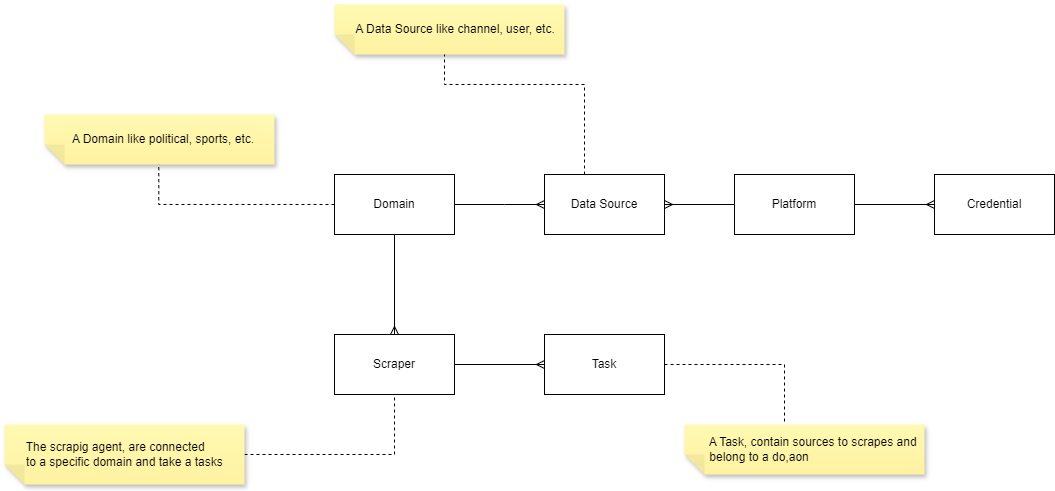 A Data Source like channel, user, etc.
A Domain like political, sports, etc.
Domain
Data Source
Platform
Credential
Scraper
Task
The scrapig agent, are connected
to a specific domain and take a tasks
A Task, contain sources to scrapes and
belong to a do,aon